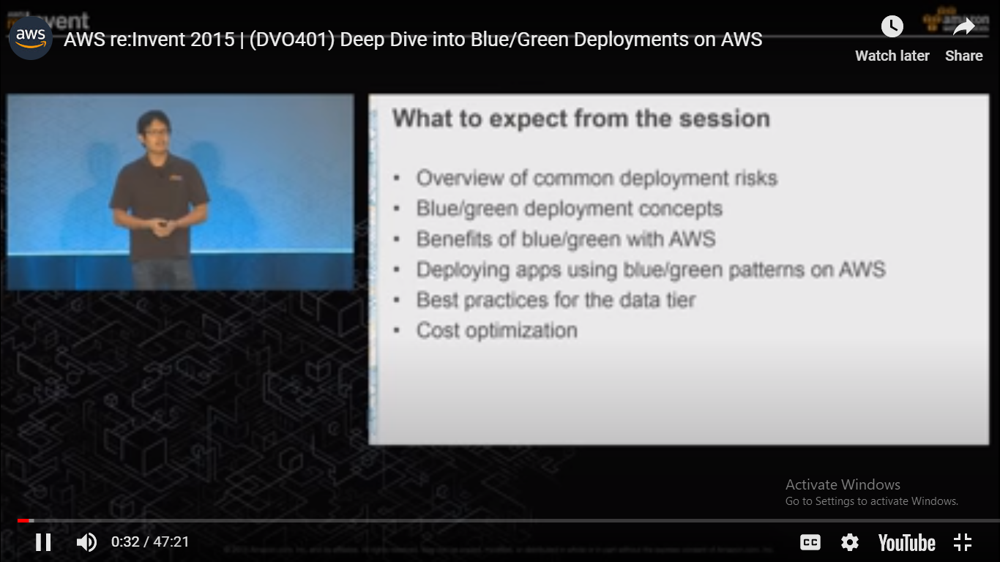 aws
AWS re:Invent 2015 | (DVO401) Deep Dive into Blue/Green Deployments on AWS
Watch later
Share
What to expect from the session
• Overview of common deployment risks
• Blue/green deployment concepts
• Benefits of blue/green with AWS
• Deploying apps using blue/green patterns on AWS
• Best practices for the data tier
• Cost optimization
Activate Windows
Go to Settings to activate Windows.
0:32 / 47:21
CC
YouTube